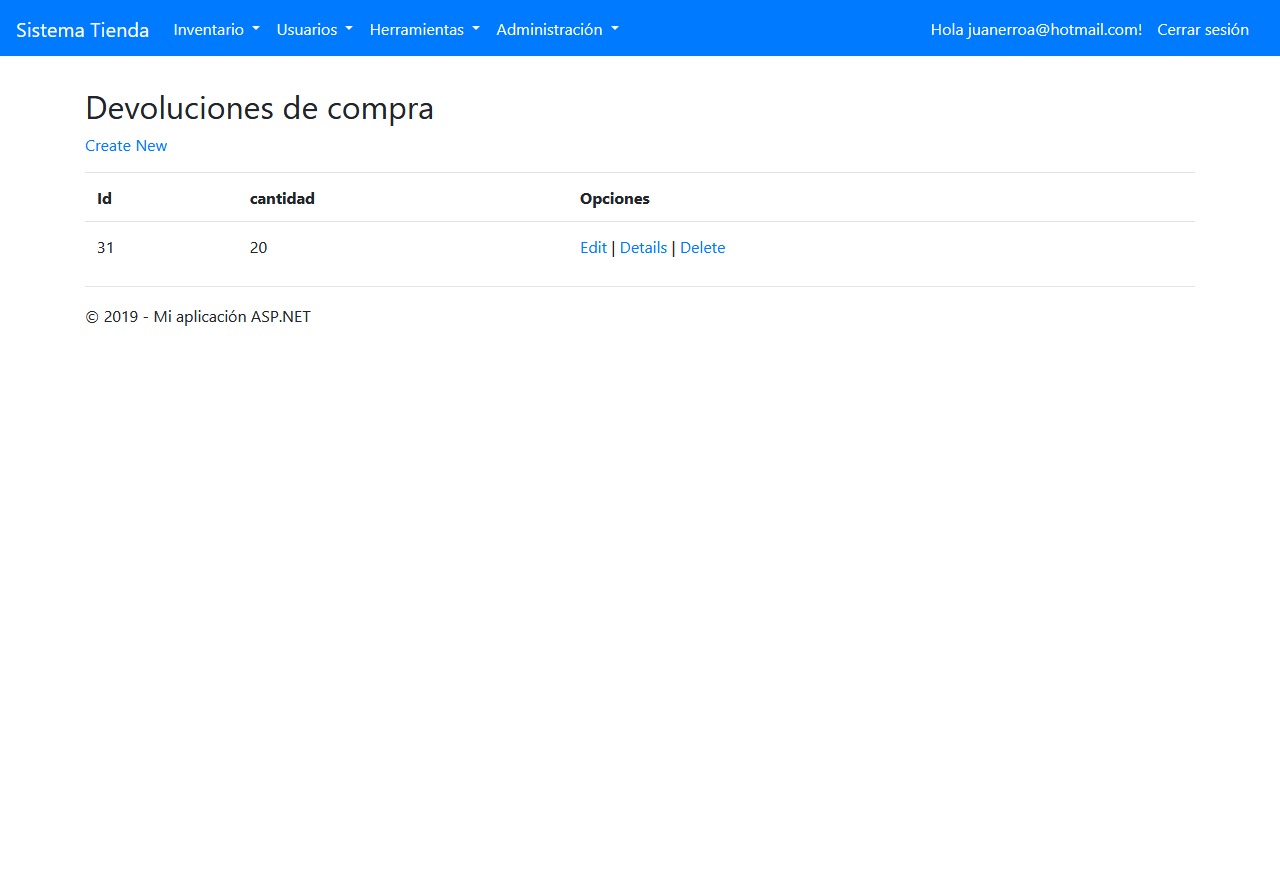 Sistema Tienda Inventario Usuarios Herramientas Administración Hola juanerroa@hotmail.com! Cerrar sesión
Devoluciones de compra
Create New
Id cantidad Opciones
31 20 Edit | Details | Delete
© 2019 - Mi aplicación ASP.NET